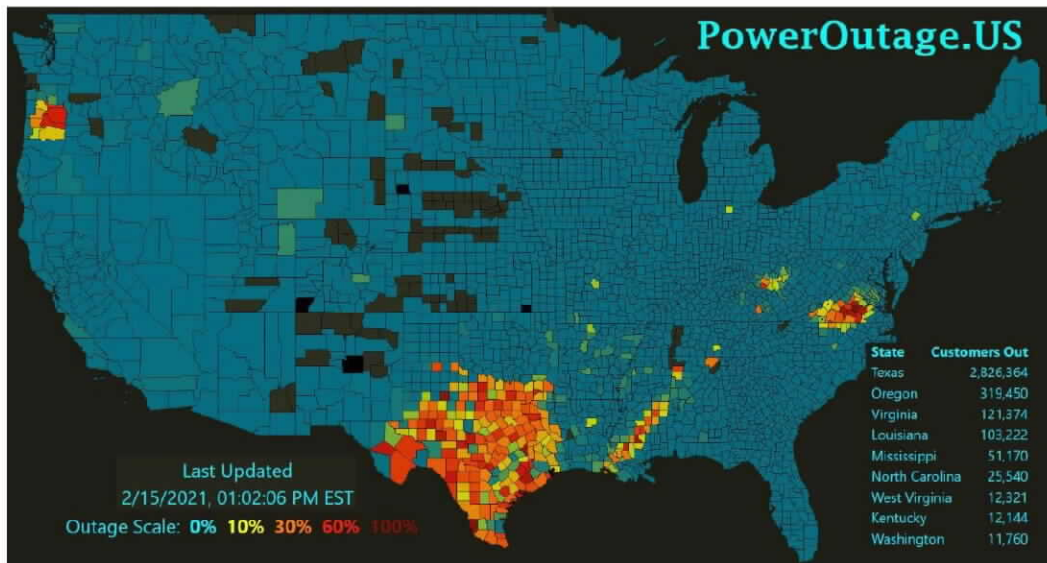 PowerOutage.US
State Customers Out
Texas 2,826,364
Oregon 319,450
Virginia 121,374
Louisiana 103,222
Mississippi 51,170
North Carolina 25,540
West Virginia 12,321
Kentucky 12,144
Washington 11,760
Last Updated
2/15/2021, 01:02:06 PM EST
Outage Scale: 0% 10% 30% 60% 100%